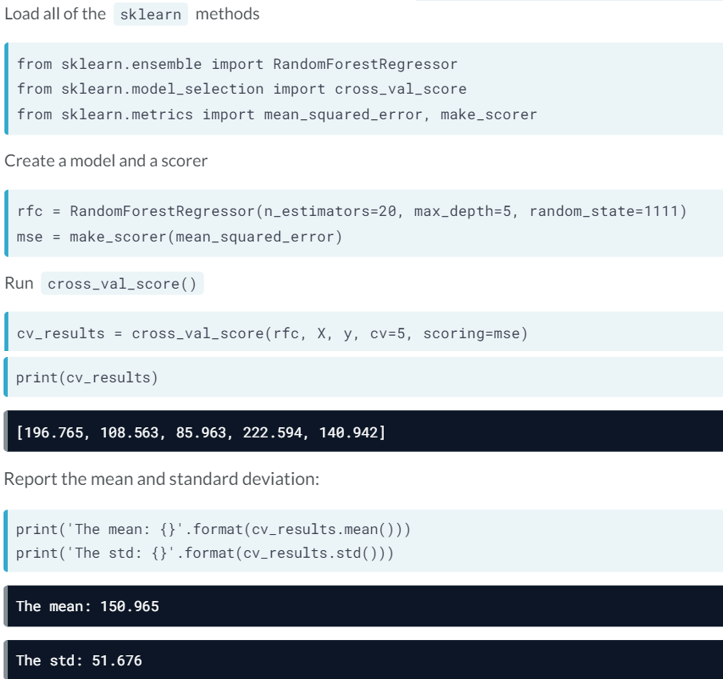 Load all of the sklearn methods
from sklearn.ensemble import RandomForestRegressor
from sklearn.model_selection import cross_val_score
from sklearn.metrics import mean_squared_error, make_scorer
Create a model and a scorer
rfc = RandomForestRegressor(n_estimators=20, max_depth=5, random_state=1111)
mse = make_scorer(mean_squared_error)
Run cross_val_score()
cv_results = cross_val_score(rfc, X, y, cv=5, scoring=mse)
print(cv_results)
[196.765, 108.563, 85.963, 222.594, 140.942]
Report the mean and standard deviation:
print('The mean: {}'.format(cv_results.mean()))
print('The std: {}'.format(cv_results.std()))
The mean: 150.965
The std: 51.676